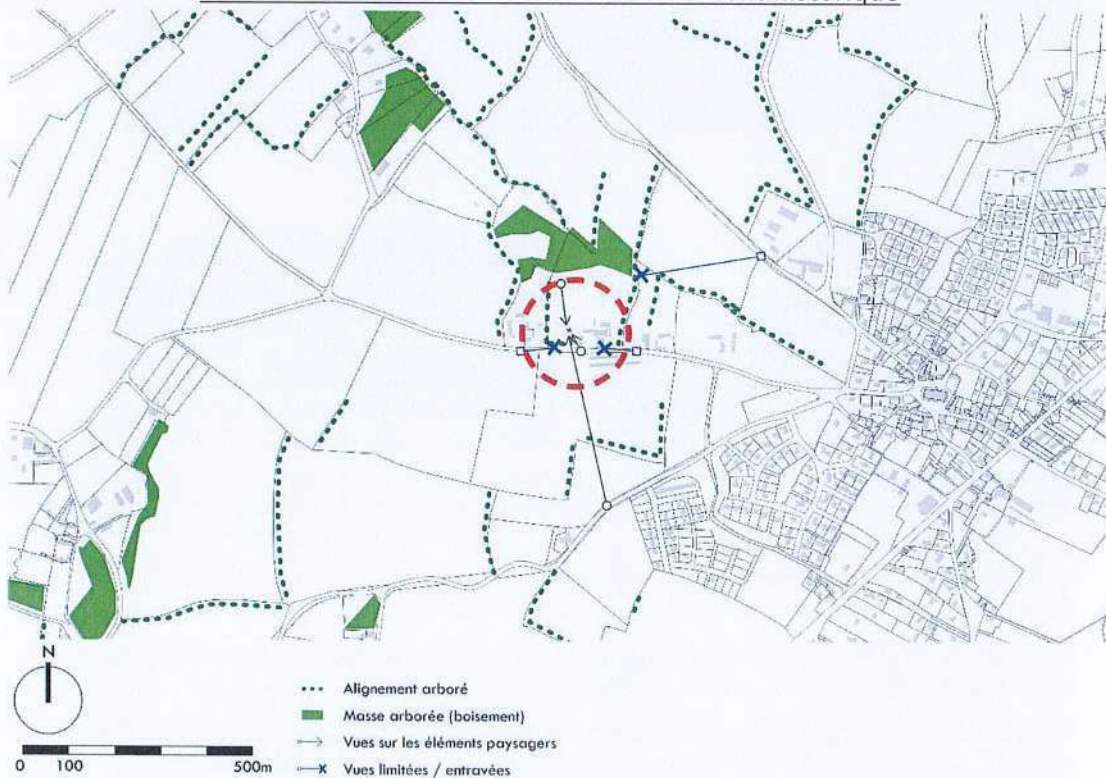 N
Alignement arboré
Masse arborée (boisement)
Vues sur les éléments paysagers
Vues limitées / entravées
0 100 500m